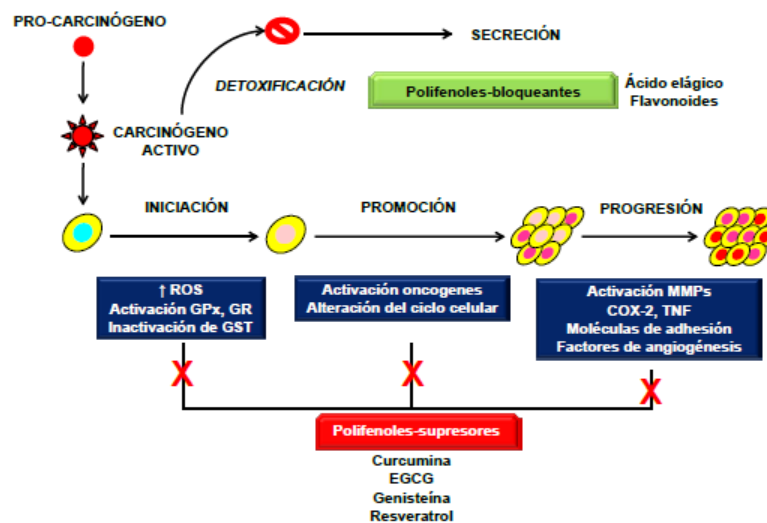 PRO-CARCINÓGENO
SECRECIÓN
DETOXIFICACIÓN
Polifenoles-bloqueantes
Ácido elágico
Flavonoides
CARCINÓGENO
ACTIVO
INICIACIÓN
PROMOCIÓN
PROGRESIÓN
↑ ROS
Activación GPx, GR
Inactivación de GST
Activación oncogenes
Alteración del ciclo celular
Activación MMPs
COX-2, TNF
Moléculas de adhesión
Factores de angiogénesis
X
X
X
Polifenoles-supresores
Curcumina
EGCG
Genisteína
Resveratrol